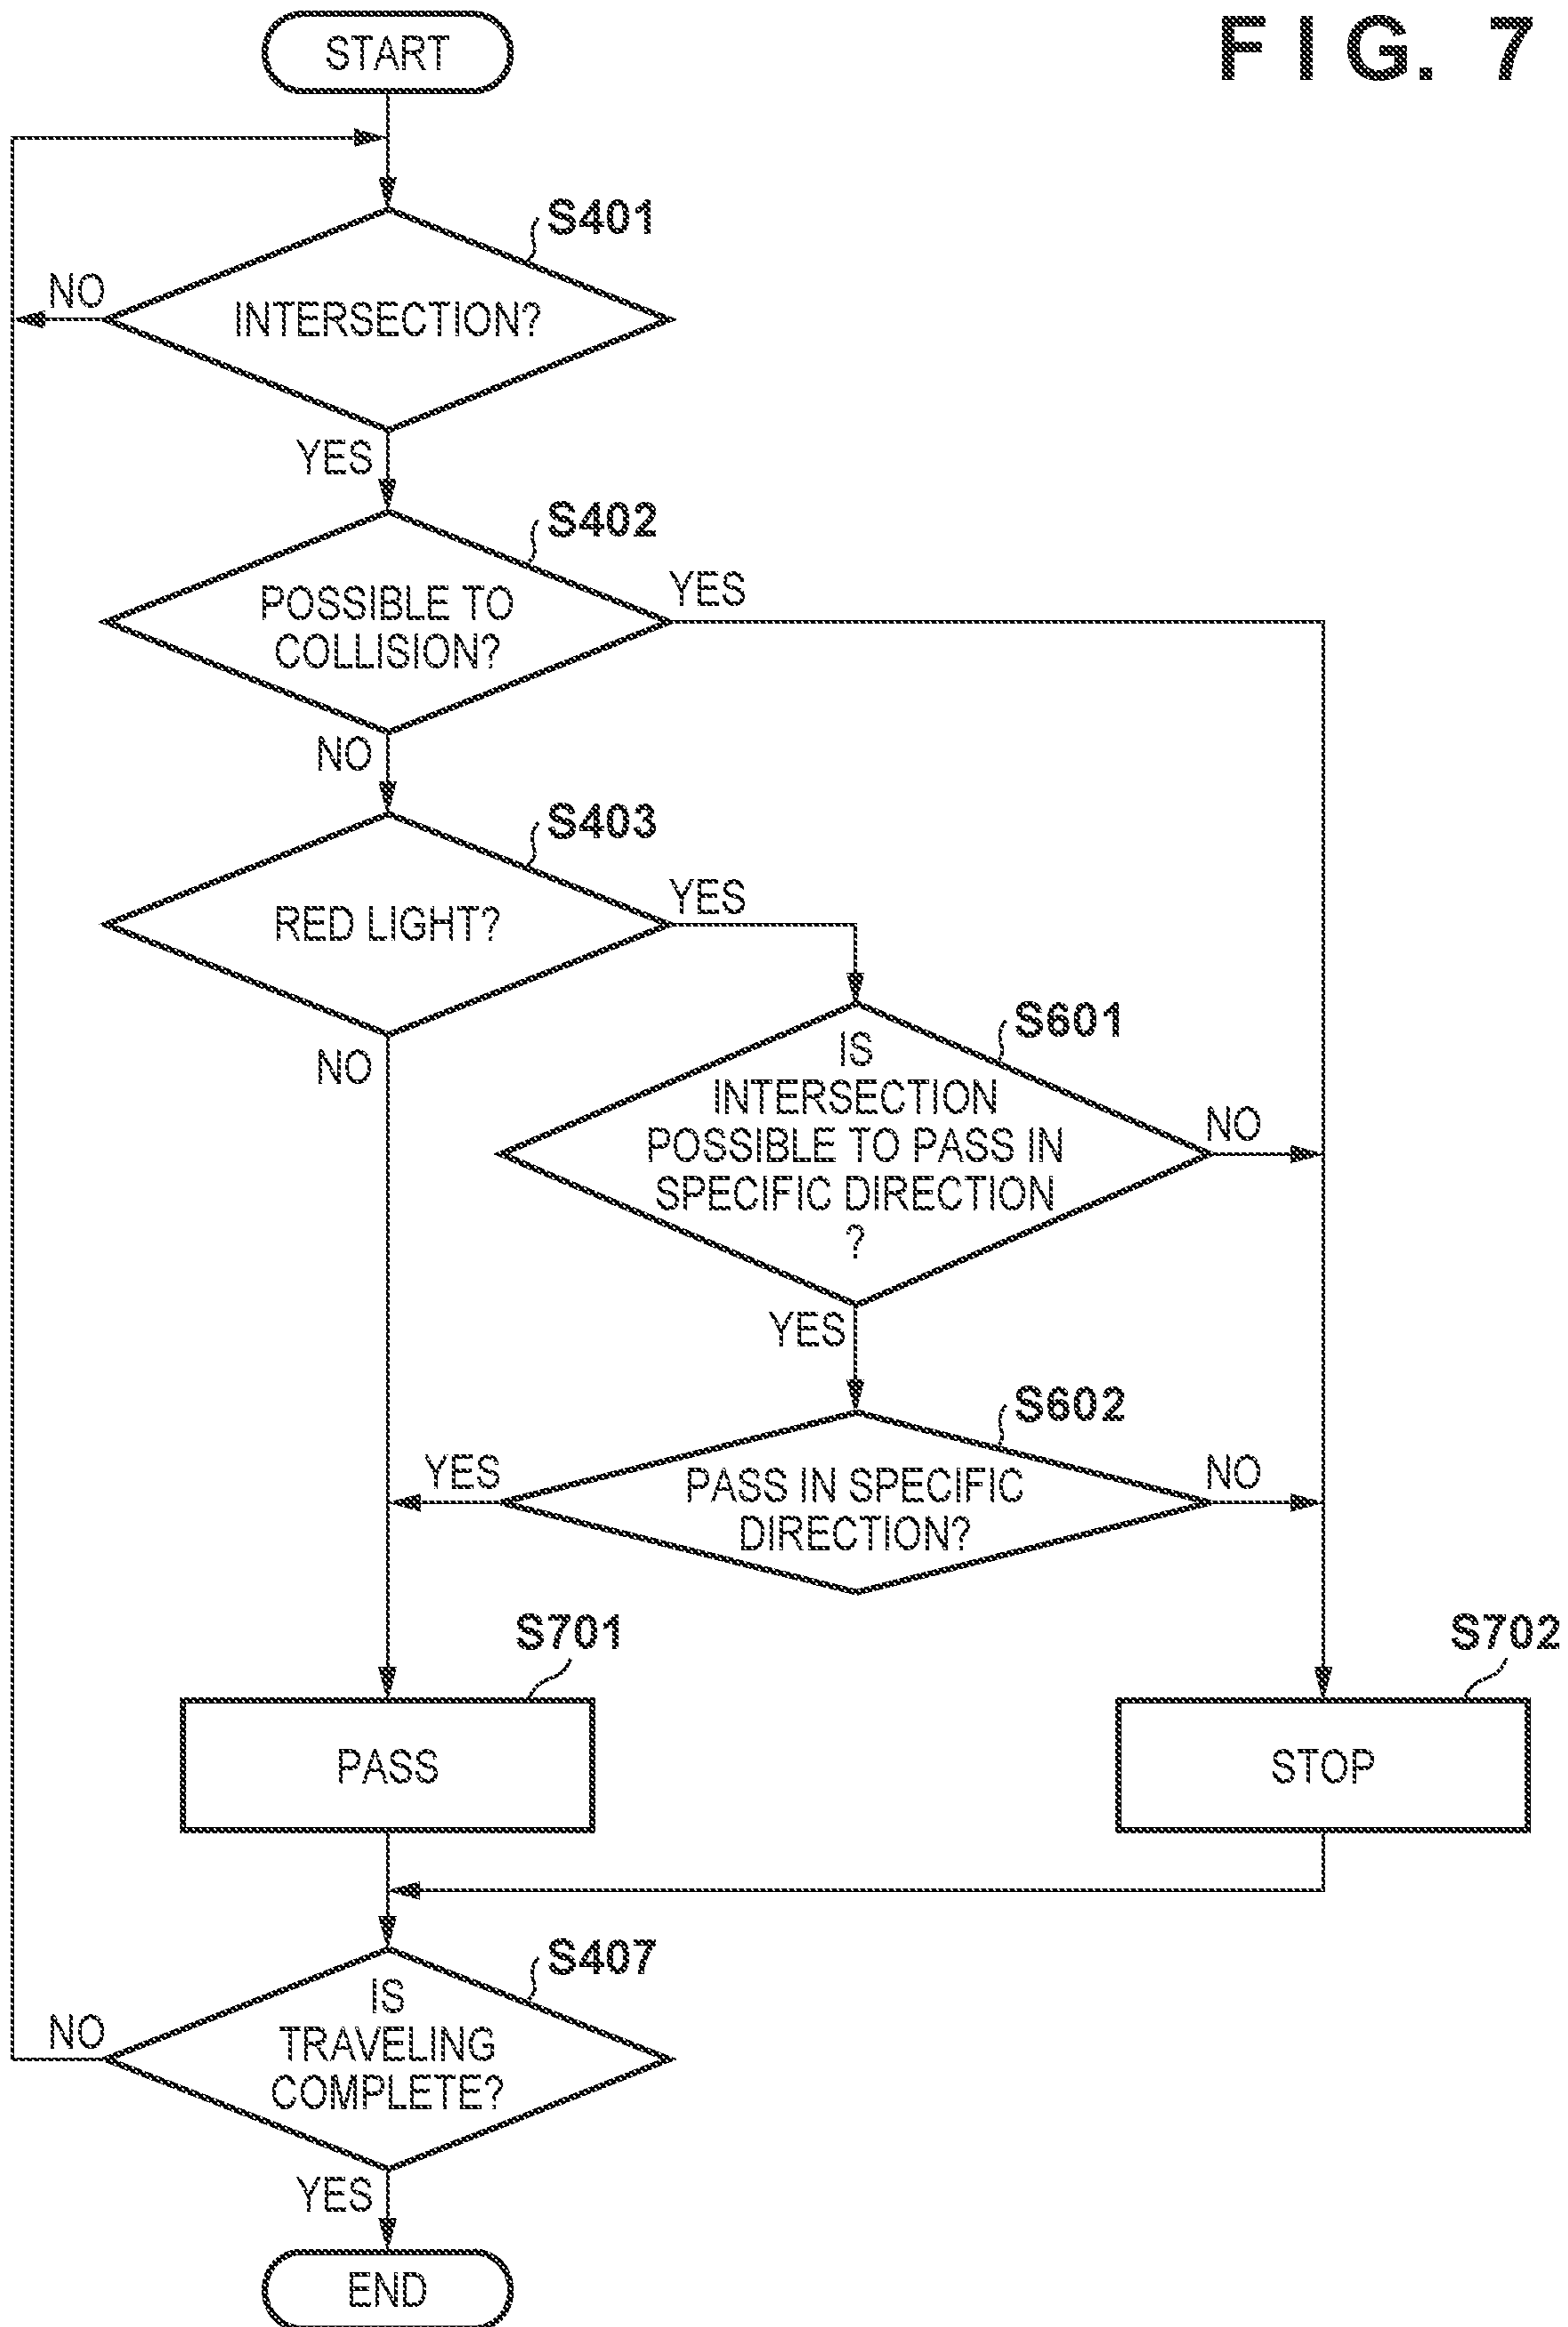 FIG. 7
START
S401
NO
INTERSECTION?
YES
S402
YES
POSSIBLE TO
COLLISION?
NO
S403
YES
RED LIGHT?
NO
S601
IS
INTERSECTION
POSSIBLE TO PASS IN
SPECIFIC DIRECTION
?
NO
YES
S602
YES
PASS IN SPECIFIC
DIRECTION?
NO
S701
S702
PASS
STOP
S407
NO
IS
TRAVELING
COMPLETE?
YES
END